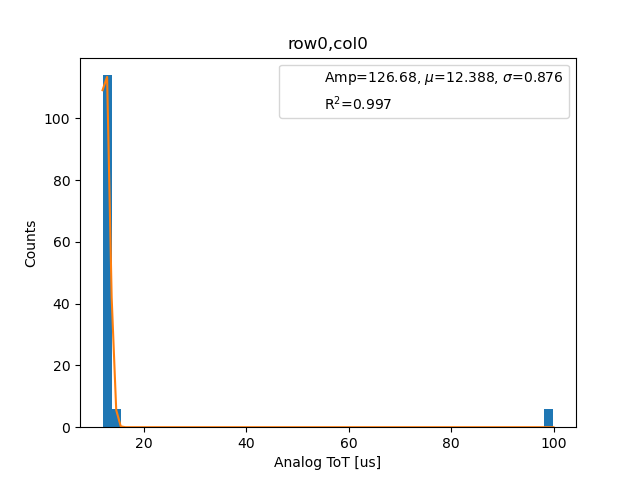 row0,col0
Amp=126.68, μ=12.388, σ=0.876
R²=0.997
Counts
100
80
60
40
20
0
20 40 60 80 100
Analog ToT [us]